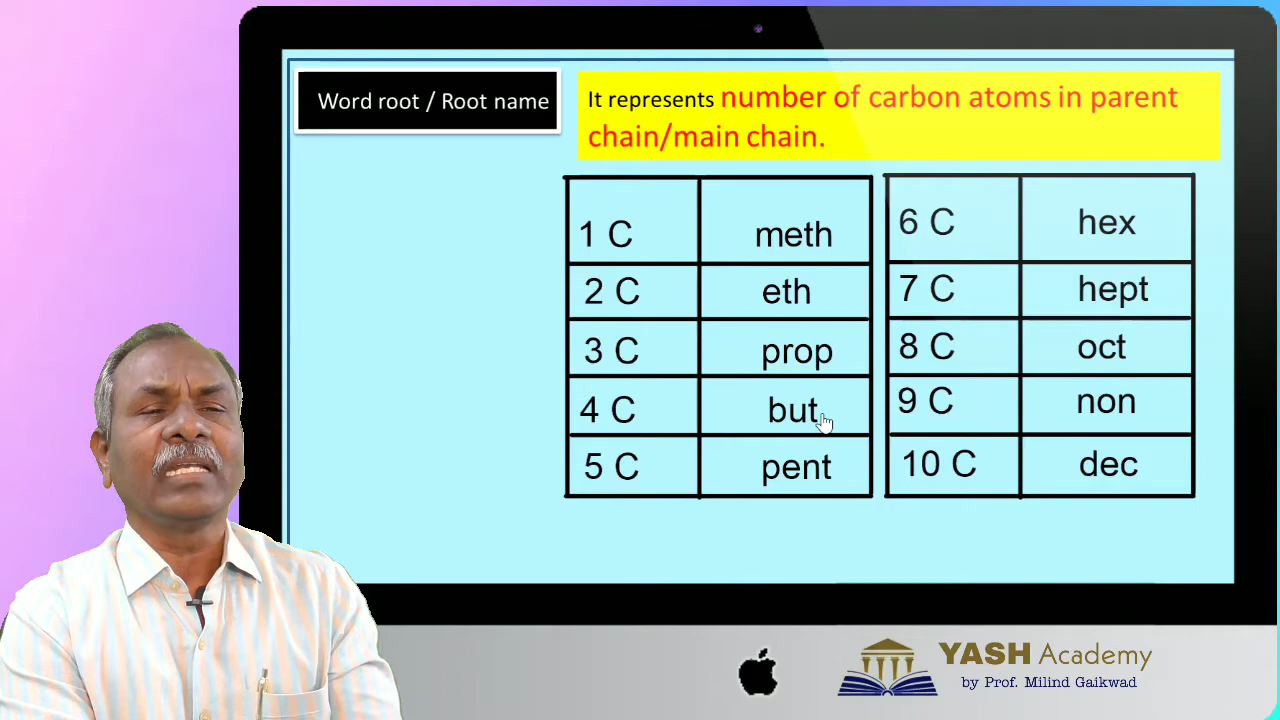 Word root / Root name
It represents number of carbon atoms in parent
chain/main chain.
1 C meth
2 C eth
3 C prop
4 C but
5 C pent
6 C hex
7 C hept
8 C oct
9 C non
10 C dec
YASH Academy
by Prof. Milind Gaikwad